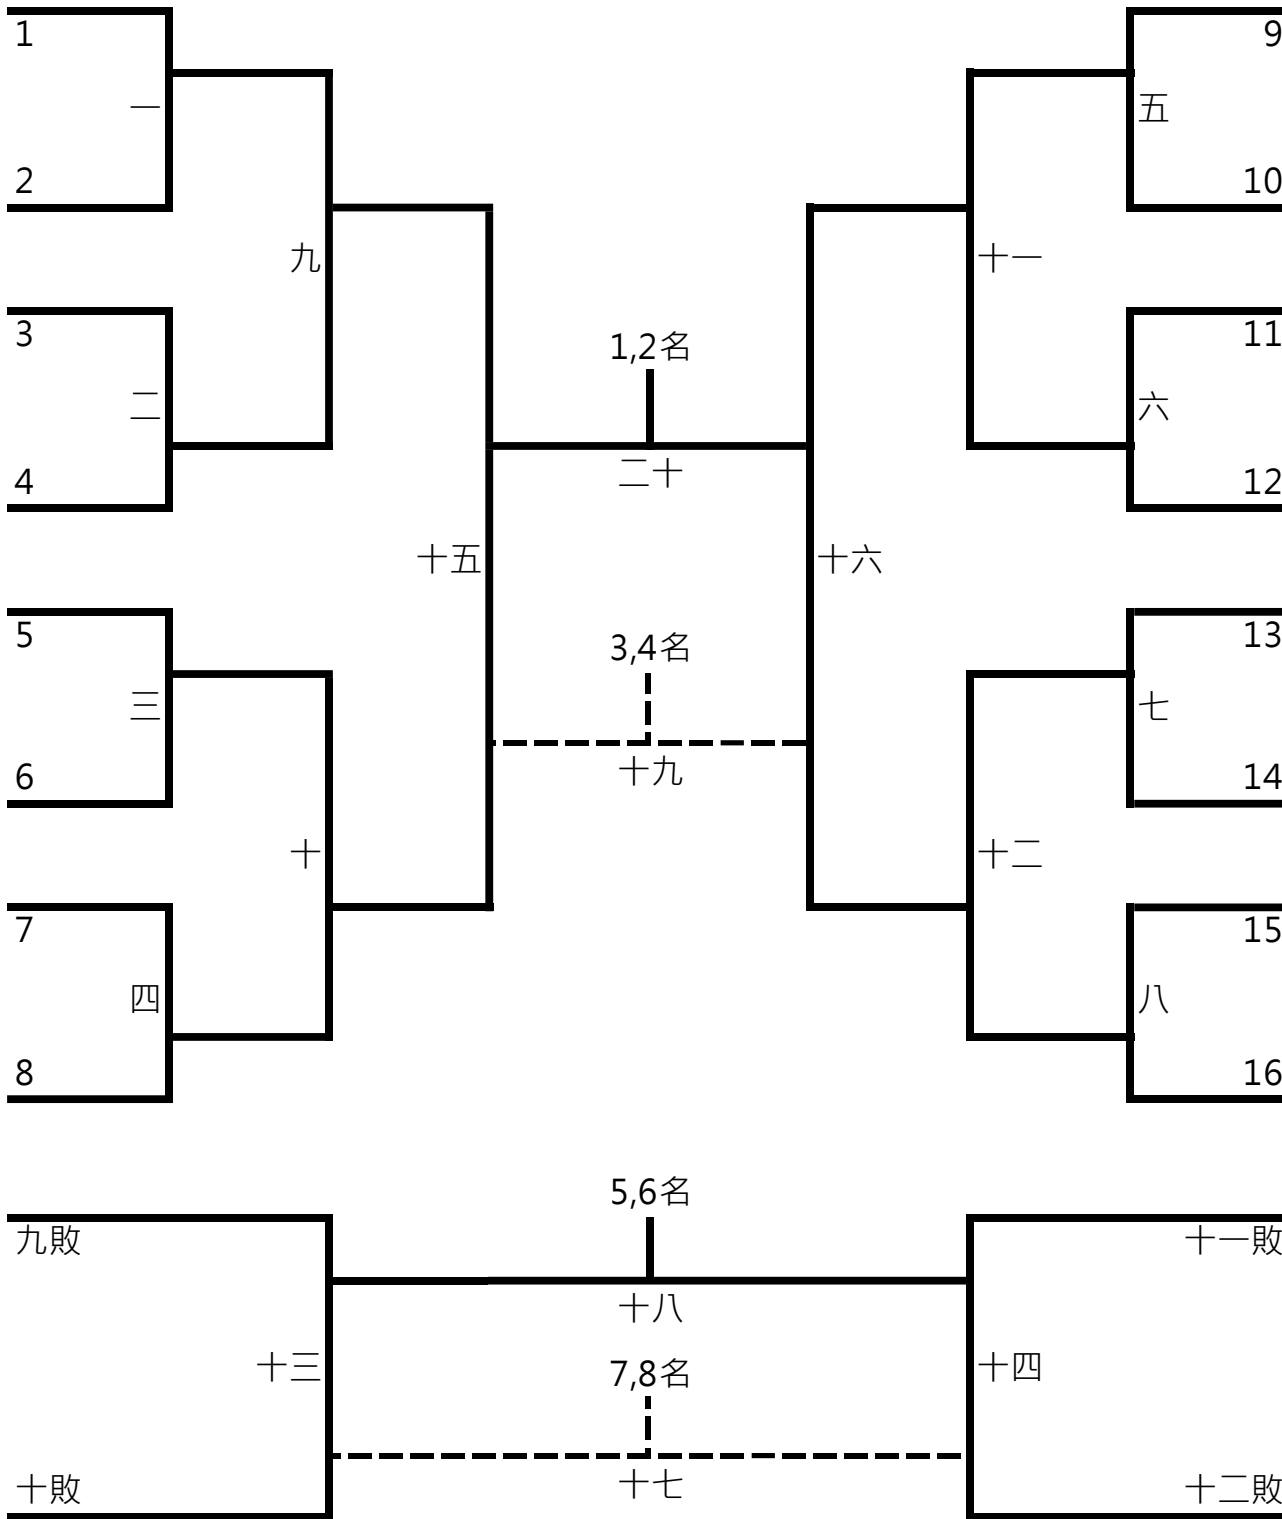 1
一
2
3
二
4
5
三
6
7
四
8
九
十
十五
1,2名
二十
3,4名
十九
十六
十一
十二
9
五
10
11
六
12
13
七
14
15
八
16
九敗
十三
十敗
5,6名
十八
7,8名
十七
十一敗
十四
十二敗